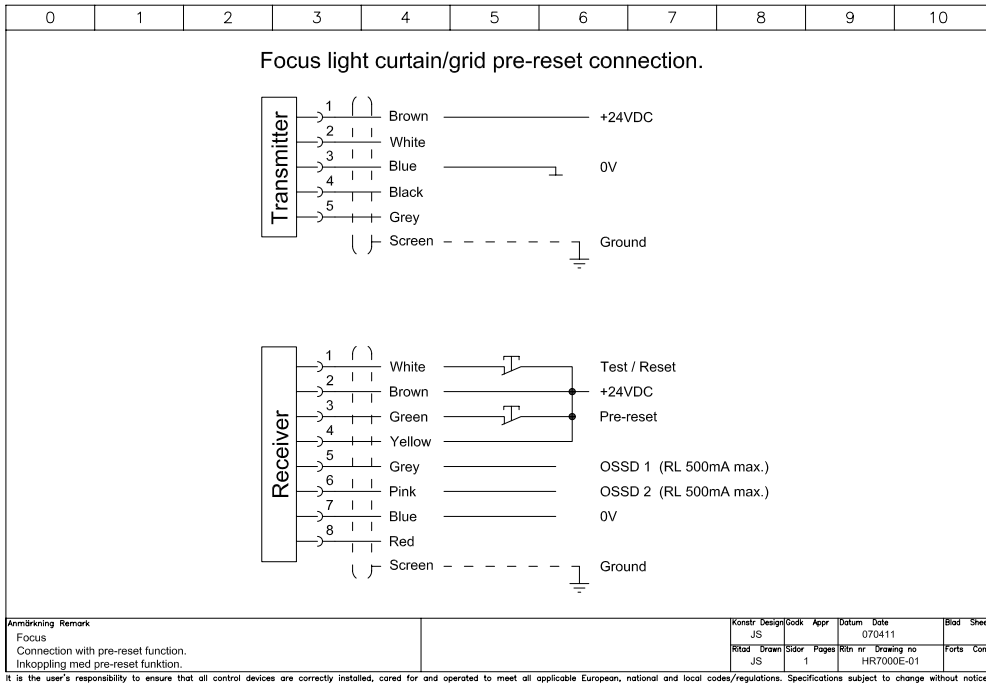 0 1 2 3 4 5 6 7 8 9 10
Focus light curtain/grid pre-reset connection.
Transmitter
1 Brown +24VDC
2 White
3 Blue 0V
4 Black
5 Grey
Screen Ground
Receiver
1 White Test / Reset
2 Brown +24VDC
3 Green Pre-reset
4 Yellow
5 Grey OSSD 1 (RL 500mA max.)
6 Pink OSSD 2 (RL 500mA max.)
7 Blue 0V
8 Red
Screen Ground
Anmärkning Remark
Focus
Connection with pre-reset function.
Inkoppling med pre-reset funktion.
Konstr Design Godk Appr Datum Date Blad Shee
JS 070411
Ritad Drawn Sidor Pages Ritn nr Drawing no Forts Con
JS 1 HR7000E-01
It is the user's responsibility to ensure that all control devices are correctly installed, cared for and operated to meet all applicable European, national and local codes/regulations. Specifications subject to change without notice